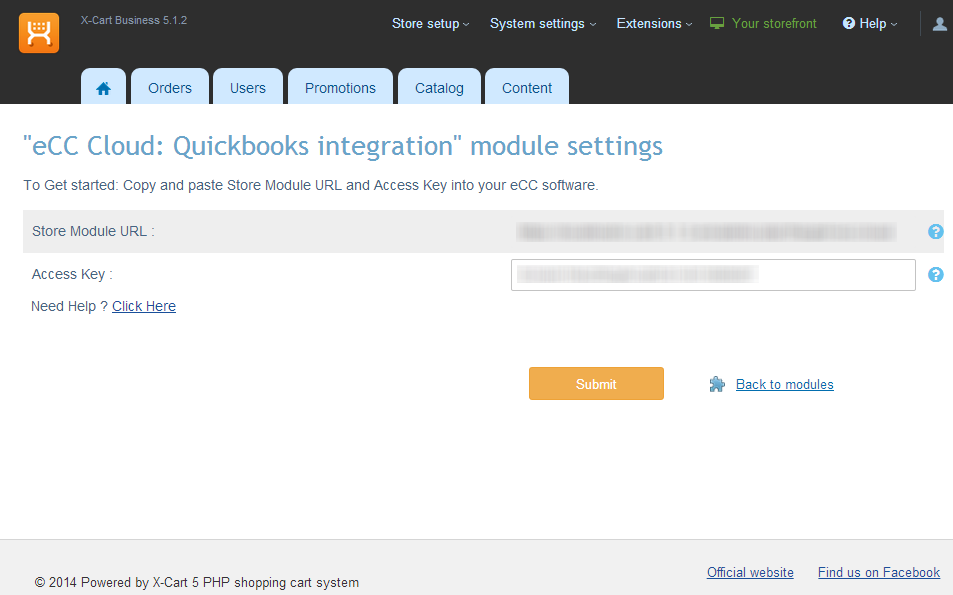 X-Cart Business 5.1.2
Store setup System settings Extensions Your storefront Help
Orders Users Promotions Catalog Content
"eCC Cloud: Quickbooks integration" module settings
To Get started: Copy and paste Store Module URL and Access Key into your eCC software.
Store Module URL :
Access Key :
Need Help ? Click Here
Submit Back to modules
Official website Find us on Facebook
© 2014 Powered by X-Cart 5 PHP shopping cart system